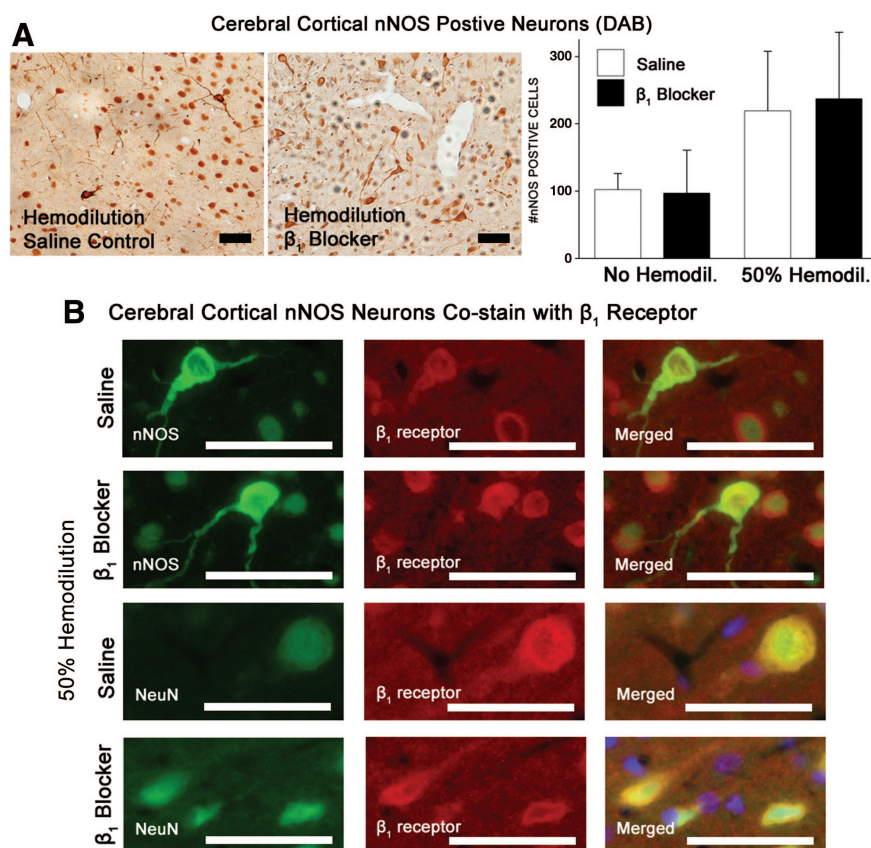 A
Cerebral Cortical nNOS Postive Neurons (DAB)
Hemodilution
Saline Control
Hemodilution
β₁ Blocker
#nNOS POSTIVE CELLS
300
200
100
0
Saline
β₁ Blocker
No Hemodil.
50% Hemodil.
B
Cerebral Cortical nNOS Neurons Co-stain with β₁ Receptor
50% Hemodilution
Saline
nNOS
β₁ receptor
Merged
β₁ Blocker
nNOS
β₁ receptor
Merged
Saline
NeuN
β₁ receptor
Merged
β₁ Blocker
NeuN
β₁ receptor
Merged